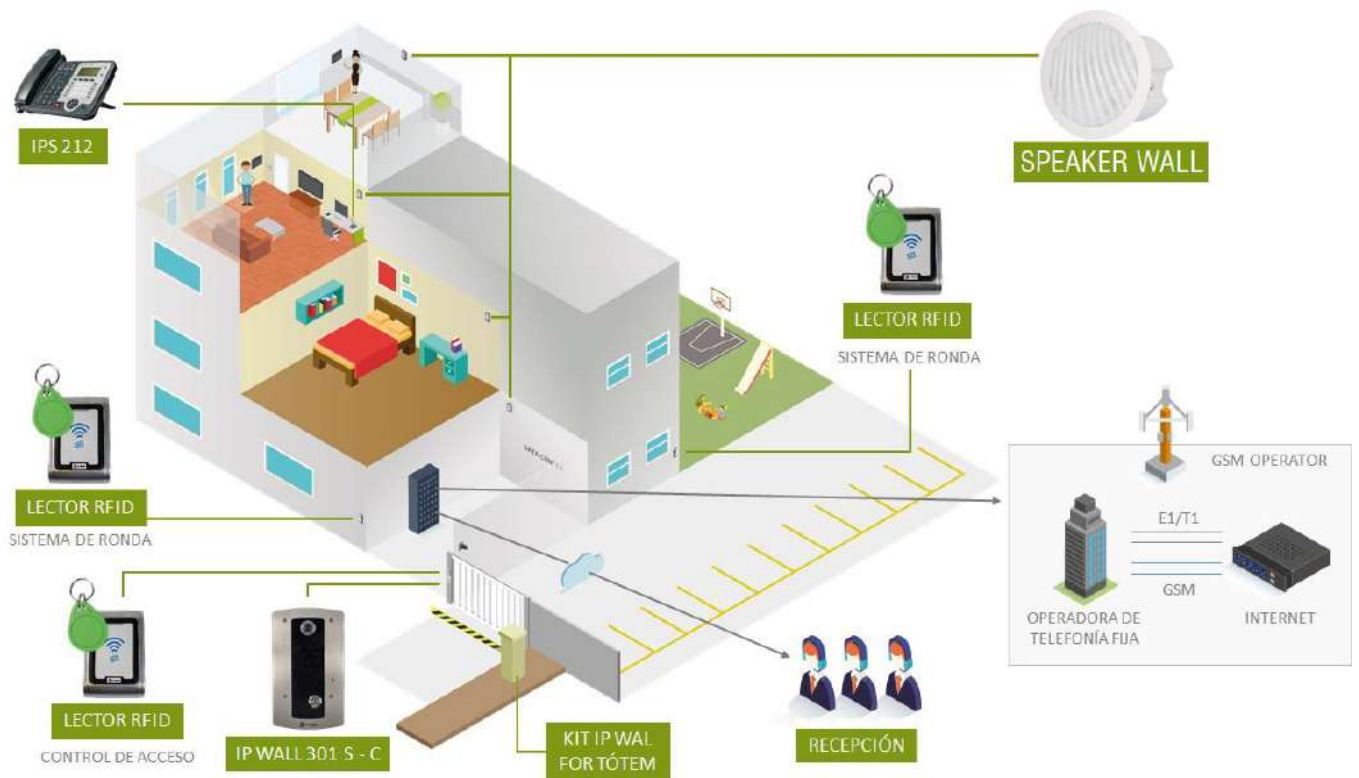 IPS 212
SPEAKER WALL
LECTOR RFID
SISTEMA DE RONDA
LECTOR RFID
SISTEMA DE RONDA
GSM OPERATOR
E1/T1
GSM
OPERADORA DE
TELEFONÍA FIJA
INTERNET
LECTOR RFID
CONTROL DE ACCESO
IP WALL 301 S - C
KIT IP WAL
FOR TÓTEM
RECEPCIÓN